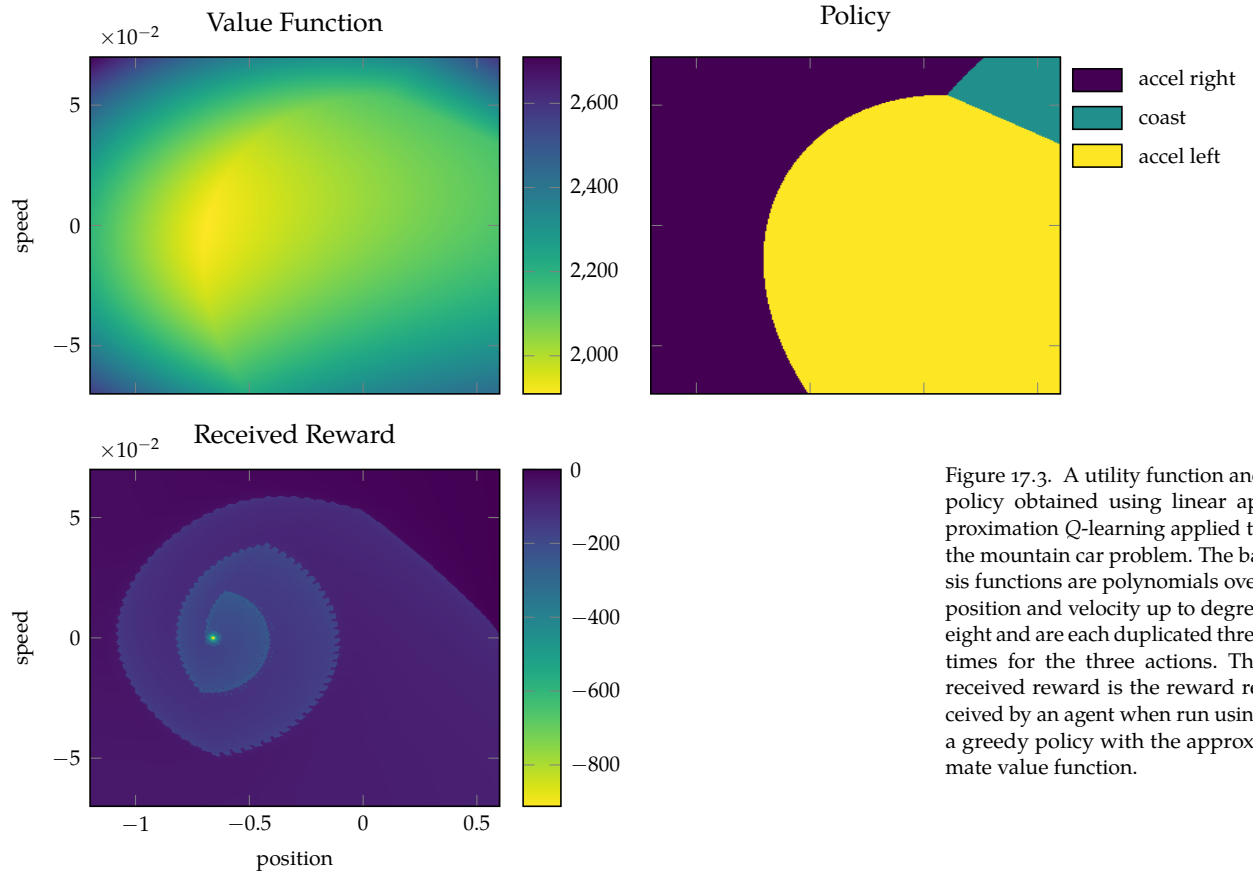 Value Function
×10−2
5
0
−5
speed
2,600
2,400
2,200
2,000
Policy
accel right
coast
accel left
Received Reward
×10−2
5
0
−5
speed
−1
−0.5
0
0.5
position
0
−200
−400
−600
−800
Figure 17.3. A utility function and
policy obtained using linear ap
proximation Q-learning applied t
the mountain car problem. The ba
sis functions are polynomials ove
position and velocity up to degre
eight and are each duplicated thre
times for the three actions. Th
received reward is the reward re
ceived by an agent when run using
a greedy policy with the approx
mate value function.